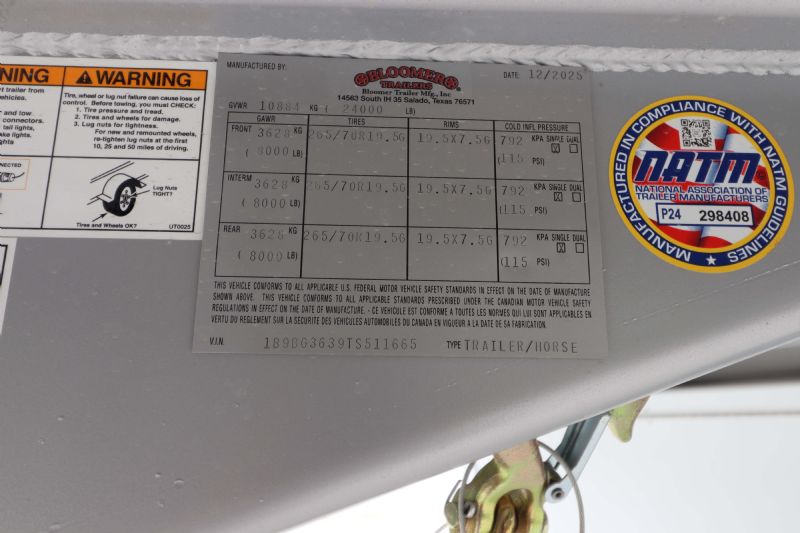 WARNING
t trailer from
ehicles.
r and tow
connectors.
tail lights,
ake lights.
NNECTED
WARNING
Tire, wheel or lug nut failure can cause loss of
control. Before towing, you must CHECK:
1. Tire pressure and tread.
2. Tires and wheels for damage.
3. Lug nuts for tightness.
For new and remounted wheels,
re-tighten lug nuts at the first
10, 25 and 50 miles of driving.
Lug Nuts
TIGHT?
Tires and Wheels OK?
UT0025
MANUFACTURED BY:
BLOOMER
TRAILERS
Bloomer Trailer Mfg., Inc
14563 South IH 35 Salado, Texas 76571
DATE: 12/2025
GVWR 10884 KG ( 24000 LB)
GAWR TIRES RIMS COLD INFL PRESSURE
FRONT 3628 KG 265/70R19.5G 19.5X7.5G 792 KPA SINGLE DUAL
( 8000 LB) (115 PSI) X
INTERM 3628 KG 265/70R19.5G 19.5X7.5G 792 KPA SINGLE DUAL
( 8000 LB) (115 PSI) X
REAR 3628 KG 265/70R19.5G 19.5X7.5G 792 KPA SINGLE DUAL
( 8000 LB) (115 PSI) X
THIS VEHICLE CONFORMS TO ALL APPLICABLE U.S. FEDERAL MOTOR VEHICLE SAFETY STANDARDS IN EFFECT ON THE DATE OF MANUFACTURE
SHOWN ABOVE. THIS VEHICLE CONFORMS TO ALL APPLICABLE STANDARDS PRESCRIBED UNDER THE CANADIAN MOTOR VEHICLE SAFETY
REGULATIONS IN EFFECT ON THE DATE OF MANUFACTURE. - CE VEHICULE EST CONFORME A TOUTES LES NORMES QUI LUI SONT APPLICABLES EN
VERTU DU REGLEMENT SUR LA SECURITE DES VEHICULES AUTOMOBILES DU CANADA EN VIGUEUR A LA DATE DE SA FABRICATION.
V.I.N. 1B9BG3639TS511665 TYPE TRAILER/HORSE
MANUFACTURED IN COMPLIANCE WITH NATM GUIDELINES
NATM
NATIONAL ASSOCIATION OF
TRAILER MANUFACTURERS
P24 298408